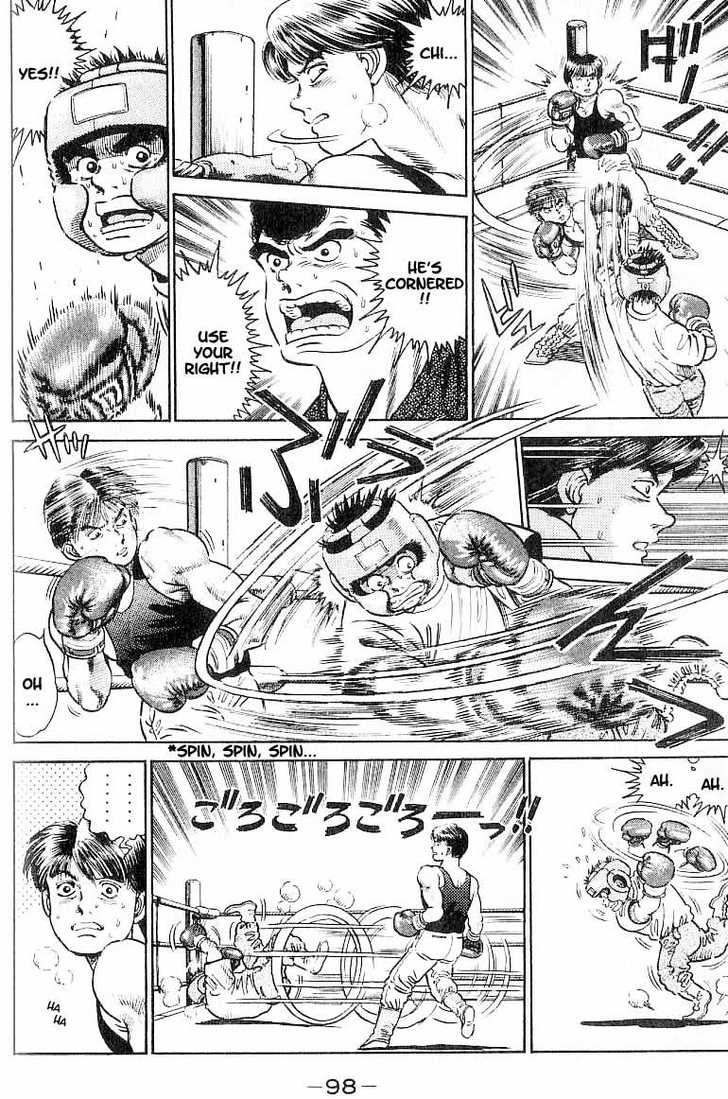 CHI...
HE'S
CORNERED
!!
USE
YOUR
RIGHT!!
YES!!
OH
...
*SPIN, SPIN, SPIN...
AH.
AH.
ごろごろごろーっ!!
......
HA
HA
-98-